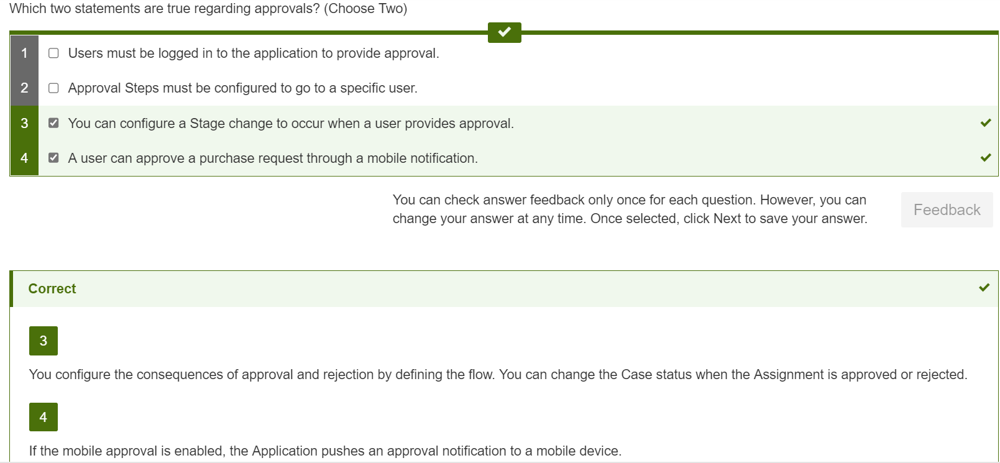 Which two statements are true regarding approvals? (Choose Two)
1 Users must be logged in to the application to provide approval.
2 Approval Steps must be configured to go to a specific user.
3 You can configure a Stage change to occur when a user provides approval.
4 A user can approve a purchase request through a mobile notification.
You can check answer feedback only once for each question. However, you can
change your answer at any time. Once selected, click Next to save your answer.
Feedback
Correct
3
You configure the consequences of approval and rejection by defining the flow. You can change the Case status when the Assignment is approved or rejected.
4
If the mobile approval is enabled, the Application pushes an approval notification to a mobile device.